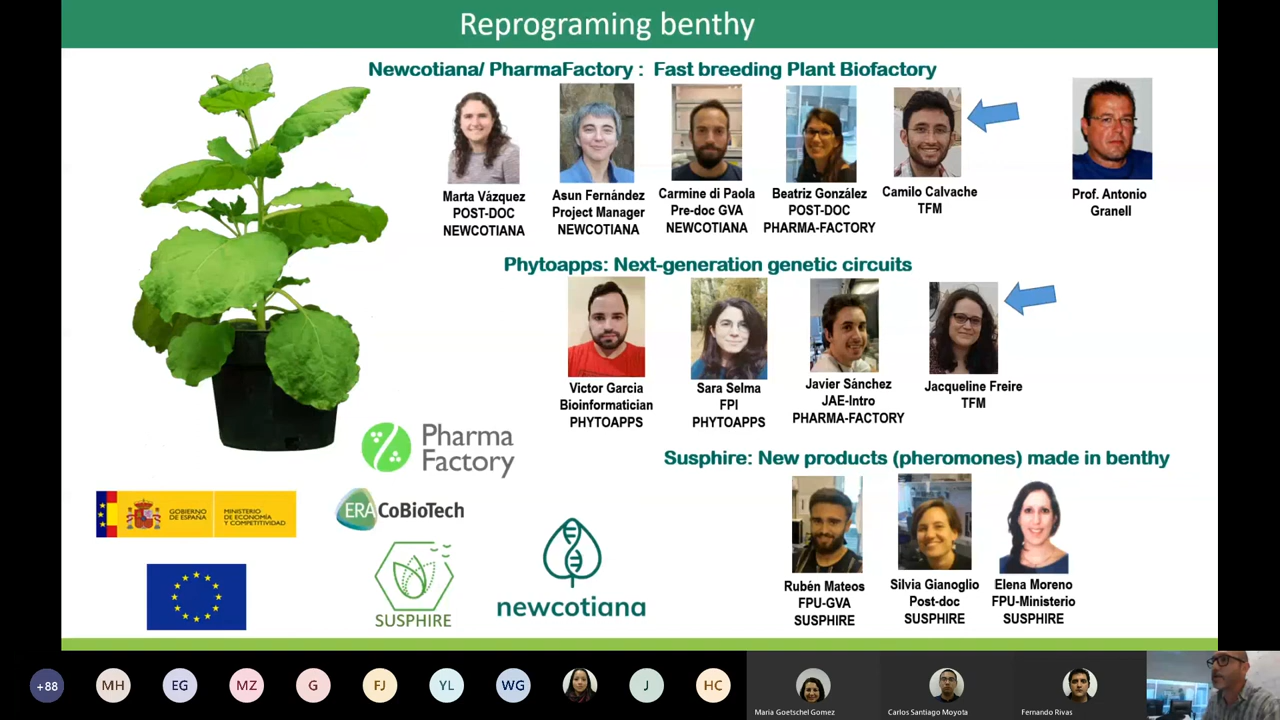 Reprograming benthy
Newcotiana/ PharmaFactory : Fast breeding Plant Biofactory
Marta Vázquez
POST-DOC
NEWCOTIANA
Asun Fernández
Project Manager
NEWCOTIANA
Carmine di Paola
Pre-doc GVA
NEWCOTIANA
Beatriz González
POST-DOC
PHARMA-FACTORY
Camilo Calvache
TFM
Prof. Antonio
Granell
Phytoapps: Next-generation genetic circuits
Victor Garcia
Bioinformatician
PHYTOAPPS
Sara Selma
FPI
PHYTOAPPS
Javier Sánchez
JAE-Intro
PHARMA-FACTORY
Jacqueline Freire
TFM
Pharma
Factory
Susphire: New products (pheromones) made in benthy
GOBIERNO
DE ESPAÑA
MINISTERIO
DE ECONOMÍA
Y COMPETITIVIDAD
ERA CoBioTech
SUSPHIRE
newcotiana
Rubén Mateos
FPU-GVA
SUSPHIRE
Silvia Gianoglio
Post-doc
SUSPHIRE
Elena Moreno
FPU-Ministerio
SUSPHIRE
+88
MH
EG
MZ
G
FJ
YL
WG
J
HC
Maria Goetschel Gomez
Carlos Santiago Moyota
Fernando Rivas